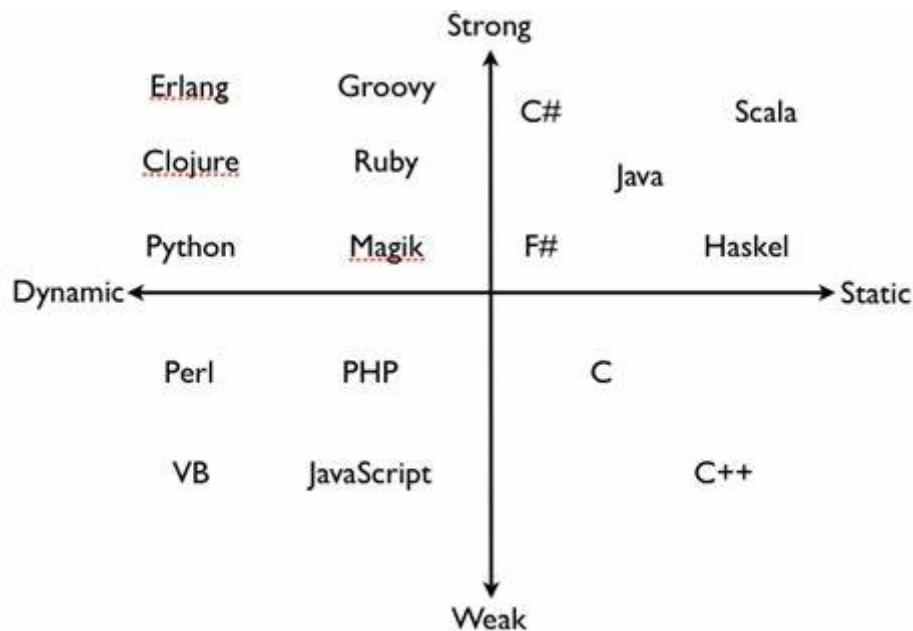 Strong
Erlang Groovy
C# Scala
Clojure Ruby
Java
Python Magik F# Haskel
Dynamic Static
Perl PHP C
VB JavaScript C++
Weak